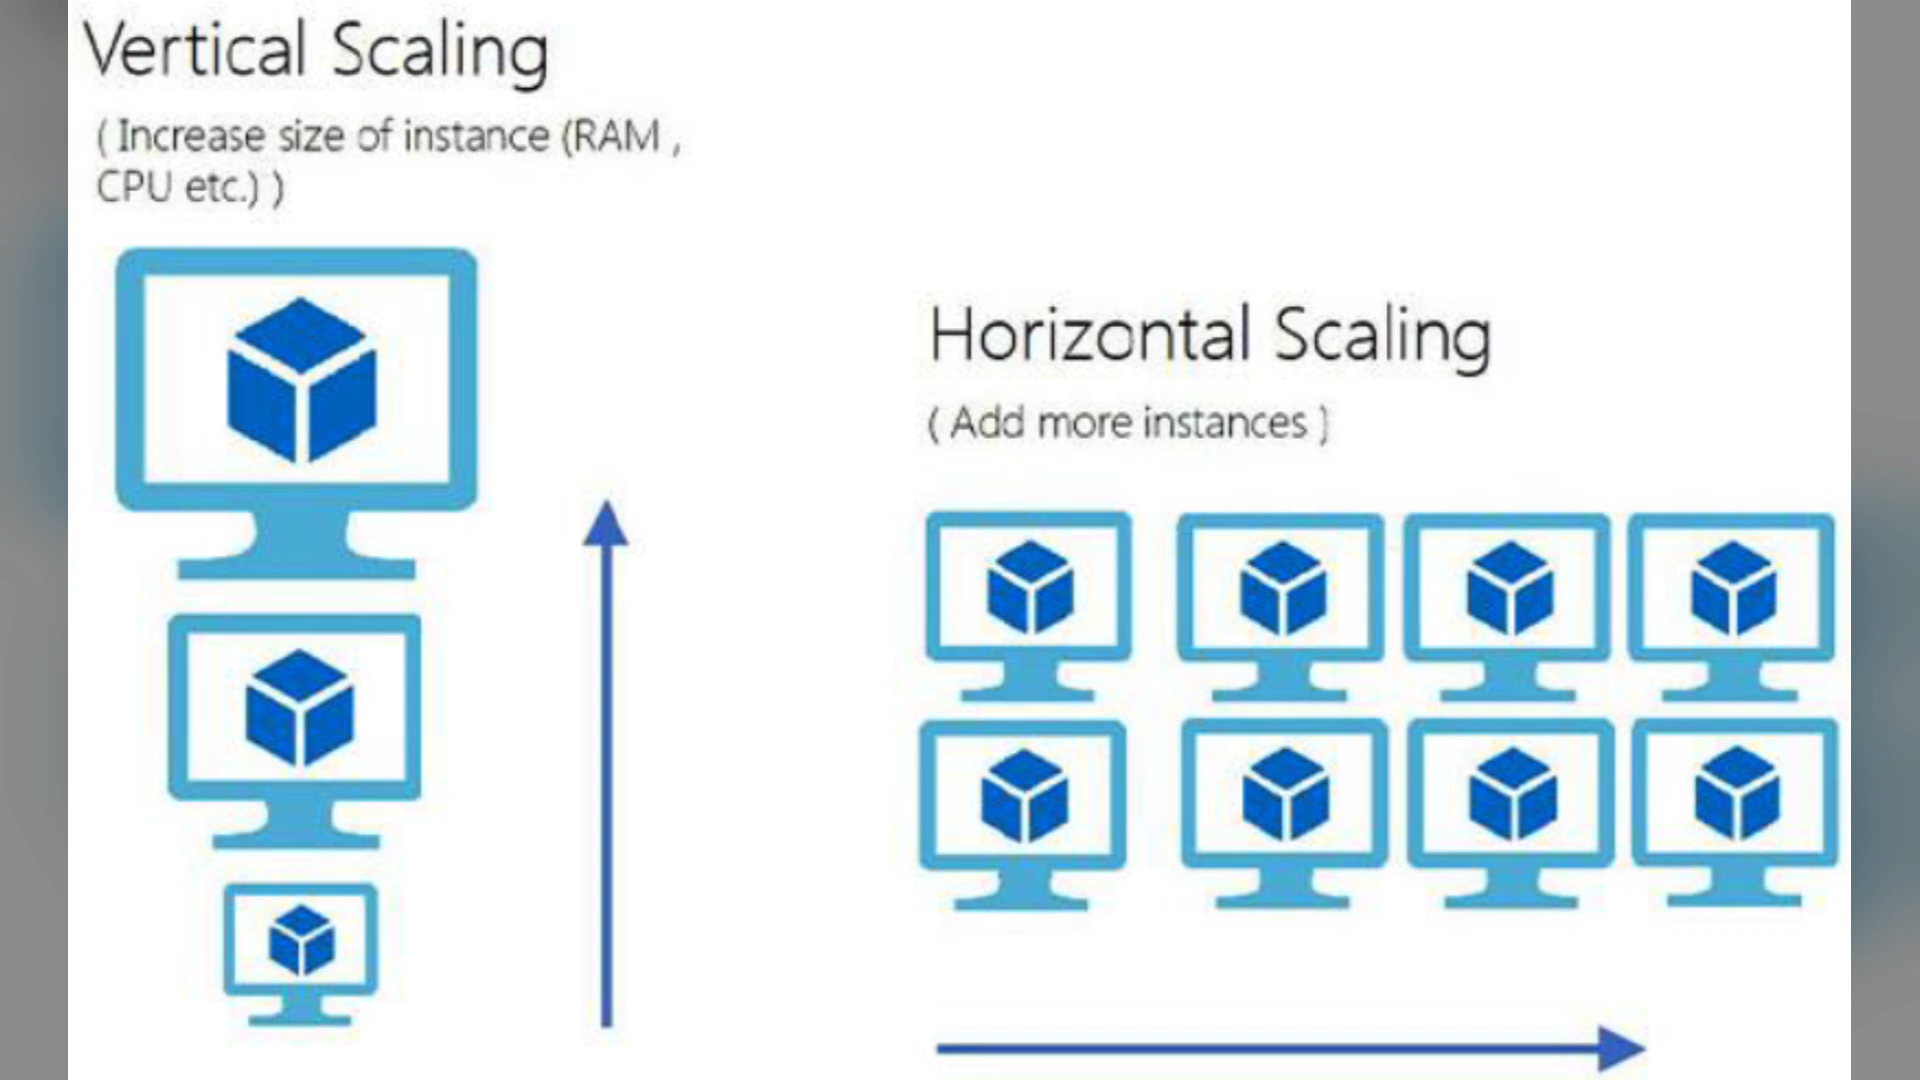 Vertical Scaling
( Increase size of instance (RAM ,
CPU etc.) )
Horizontal Scaling
( Add more instances )